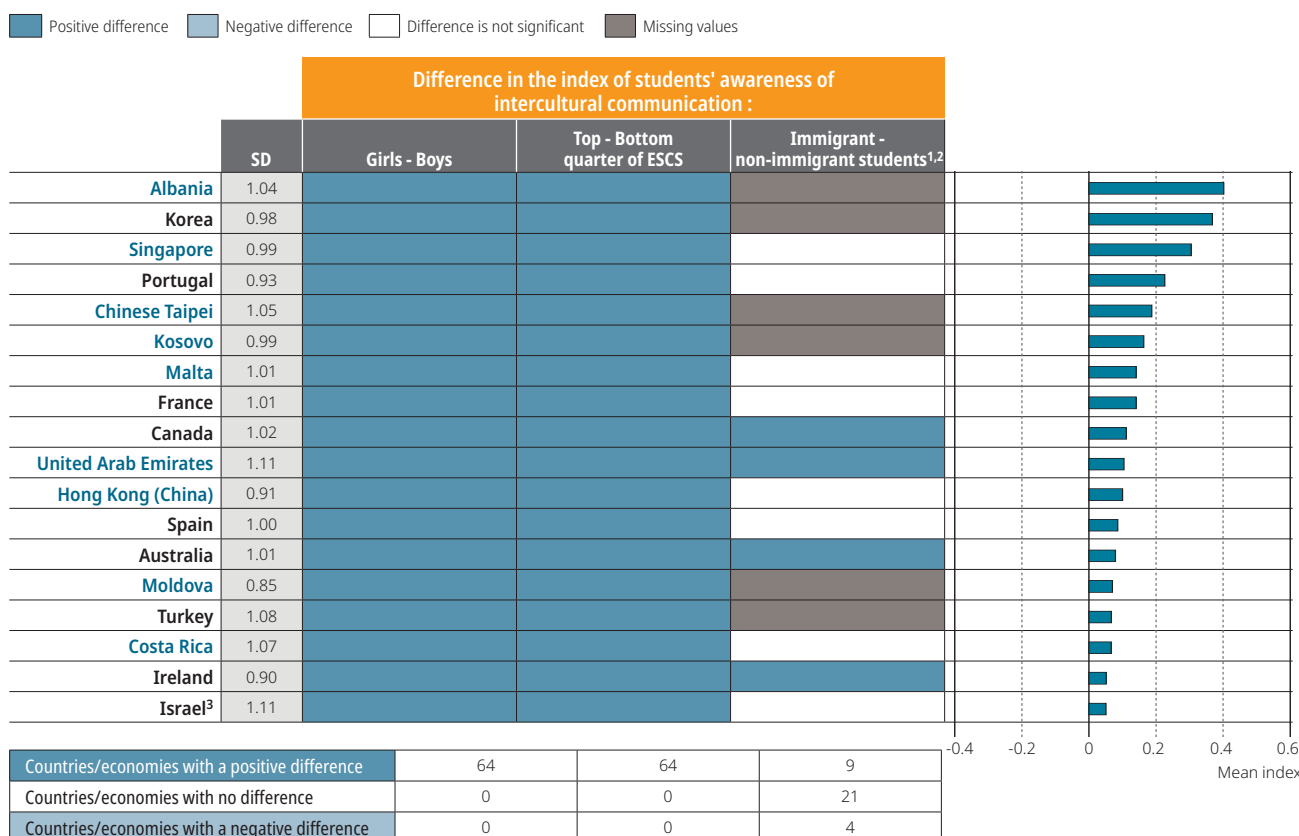 Positive difference Negative difference Difference is not significant Missing values
Difference in the index of students' awareness of
intercultural communication :
SD Girls - Boys Top - Bottom
quarter of ESCS Immigrant -
non-immigrant students1,2
Albania 1.04
Korea 0.98
Singapore 0.99
Portugal 0.93
Chinese Taipei 1.05
Kosovo 0.99
Malta 1.01
France 1.01
Canada 1.02
United Arab Emirates 1.11
Hong Kong (China) 0.91
Spain 1.00
Australia 1.01
Moldova 0.85
Turkey 1.08
Costa Rica 1.07
Ireland 0.90
Israel3 1.11
-0.4 -0.2 0 0.2 0.4 0.6
Mean index
Countries/economies with a positive difference 64 64 9
Countries/economies with no difference 0 0 21
Countries/economies with a negative difference 0 0 4